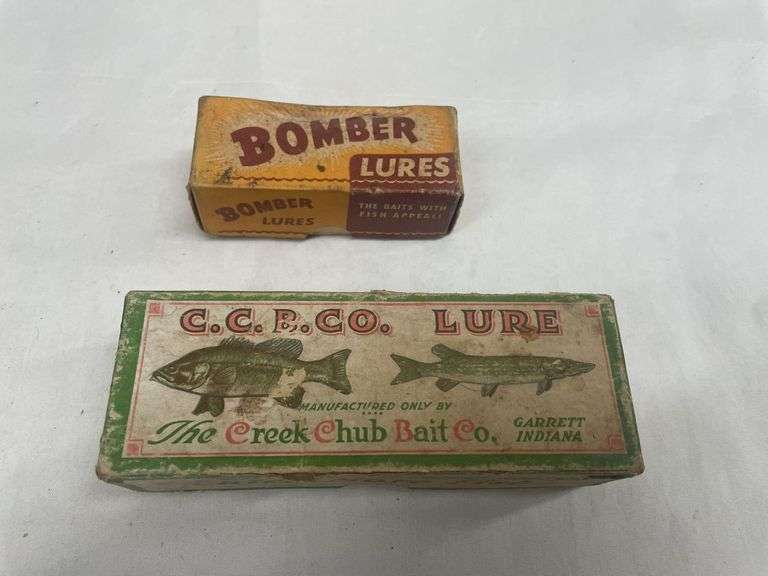 BOMBER
LURES
BOMBER
LURES
THE BAITS WITH
FISH APPEAL!
C.C.B.CO. LURE
MANUFACTURED ONLY BY
The Creek Chub Bait Co.
GARRETT
INDIANA